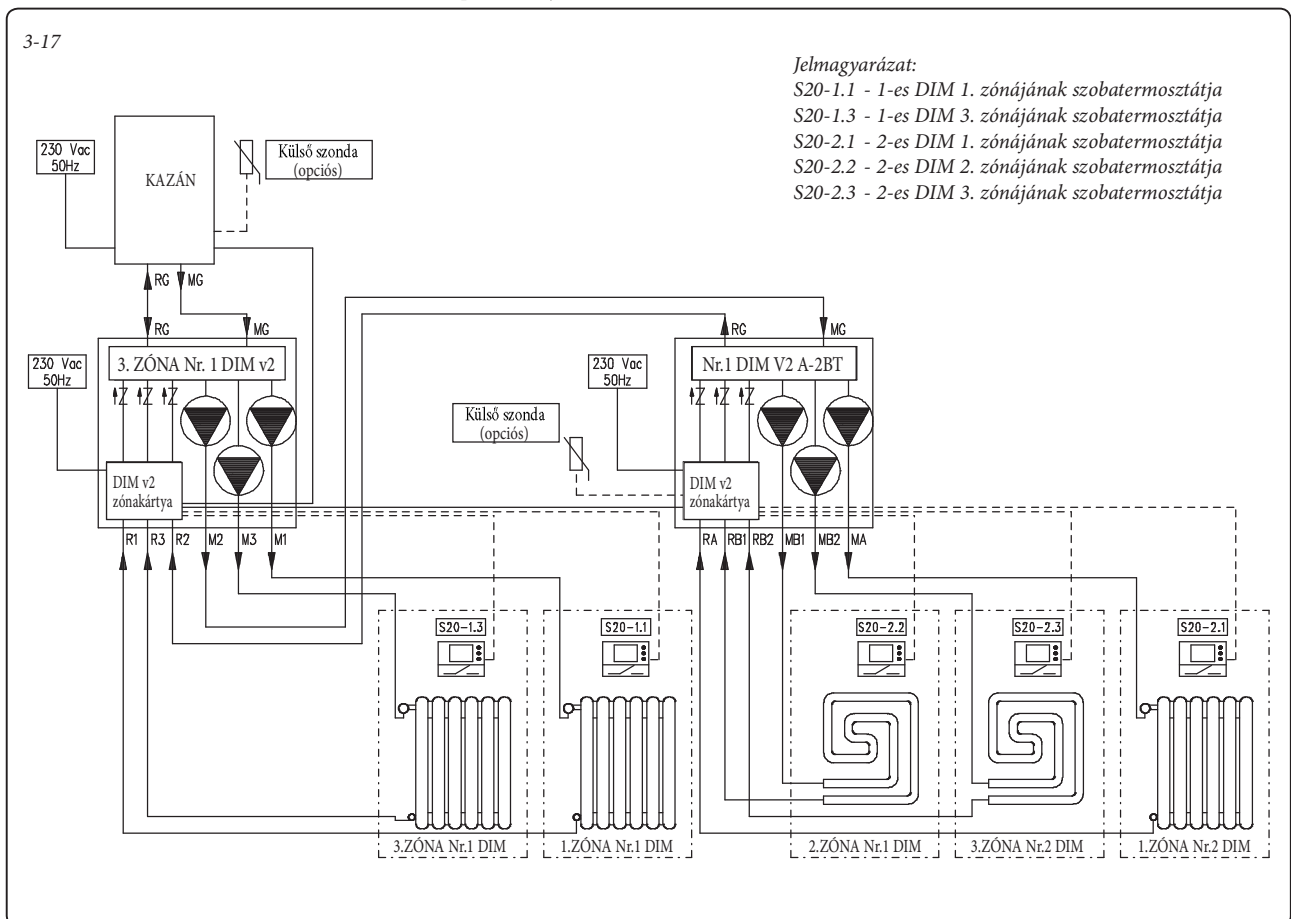 3-17
Jelmagyarázat:
S20-1.1 - 1-es DIM 1. zónájának szobatermosztátja
S20-1.3 - 1-es DIM 3. zónájának szobatermosztátja
S20-2.1 - 2-es DIM 1. zónájának szobatermosztátja
S20-2.2 - 2-es DIM 2. zónájának szobatermosztátja
S20-2.3 - 2-es DIM 3. zónájának szobatermosztátja
230 Vac
50Hz
KAZÁN
Külső szonda
(opciós)
RG
MG
RG
MG
RG
MG
230 Vac
50Hz
3. ZÓNA Nr. 1 DIM v2
230 Vac
50Hz
Nr.1 DIM V2 A-2BT
Külső szonda
(opciós)
DIM v2
zónakártya
DIM v2
zónakártya
R1
R3
R2
M2
M3
M1
RA
RB1
RB2
MB1
MB2
MA
S20-1.3
S20-1.1
S20-2.2
S20-2.3
S20-2.1
3.ZÓNA Nr.1 DIM
1.ZÓNA Nr.1 DIM
2.ZÓNA Nr.1 DIM
3.ZÓNA Nr.2 DIM
1.ZÓNA Nr.2 DIM